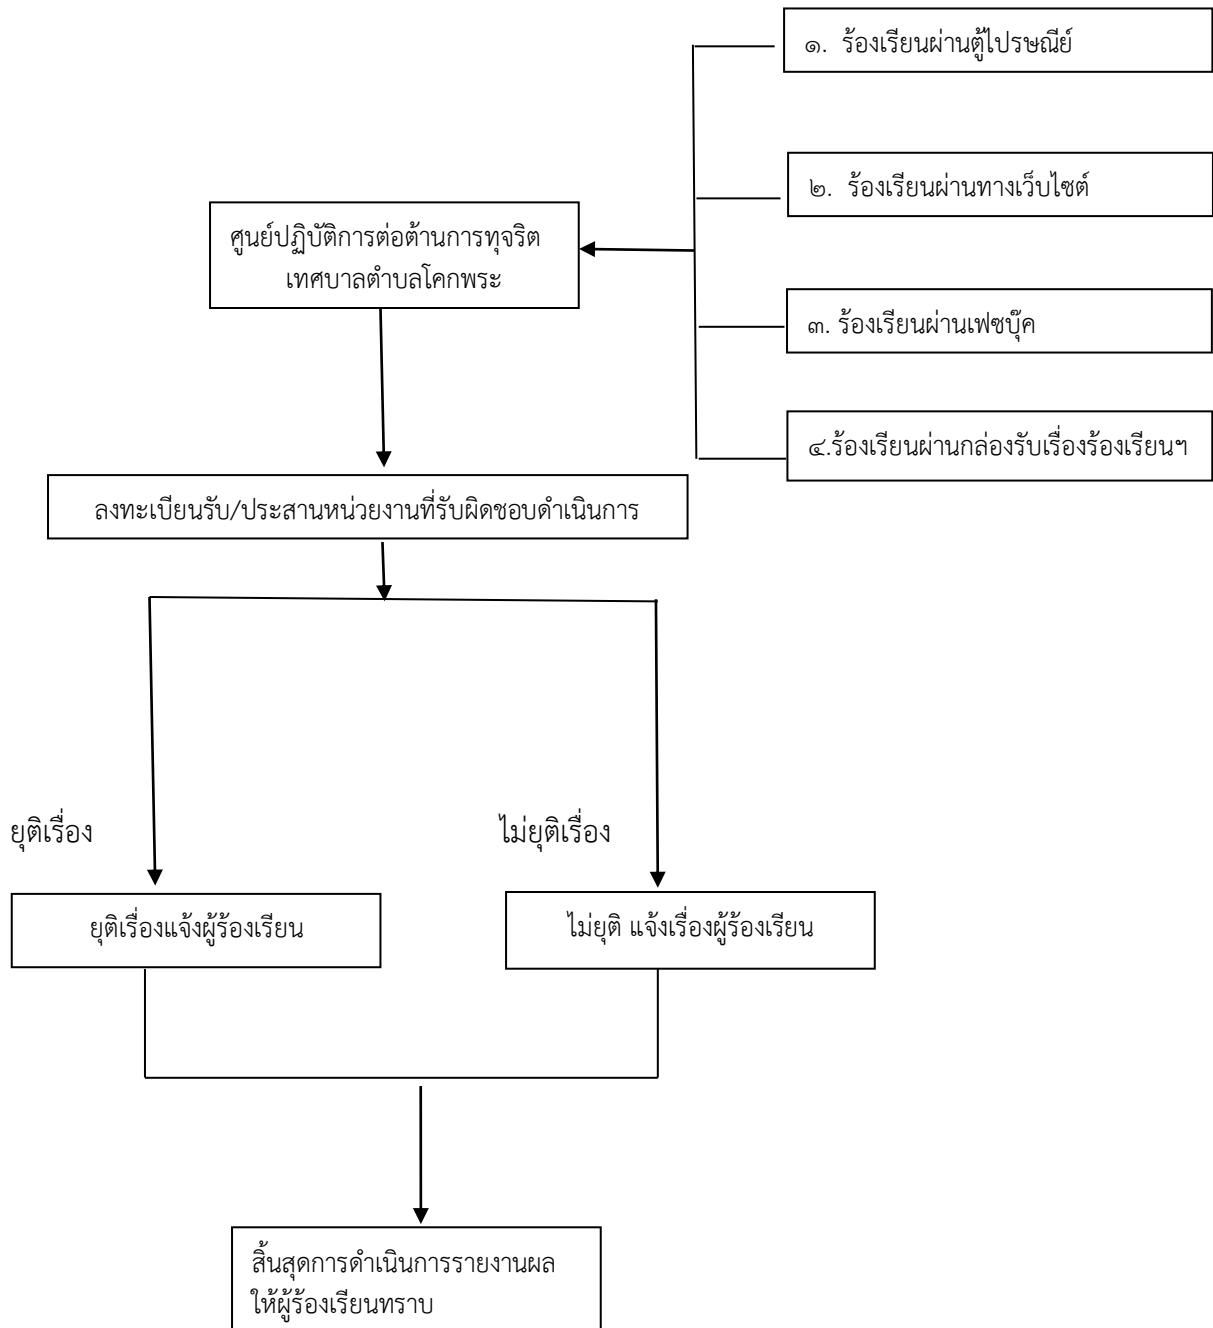 ๑. ร้องเรียนผ่านตู้ไปรษณีย์
๒. ร้องเรียนผ่านทางเว็บไซต์
ศูนย์ปฏิบัติการต่อต้านการทุจริต
เทศบาลตำบลโคกพระ
๓. ร้องเรียนผ่านเฟซบุ๊ค
๔.ร้องเรียนผ่านกล่องรับเรื่องร้องเรียนฯ
ลงทะเบียนรับ/ประสานหน่วยงานที่รับผิดชอบดำเนินการ
ยุติเรื่อง
ไม่ยุติเรื่อง
ยุติเรื่องแจ้งผู้ร้องเรียน
ไม่ยุติ แจ้งเรื่องผู้ร้องเรียน
สิ้นสุดการดำเนินการรายงานผล
ให้ผู้ร้องเรียนทราบ